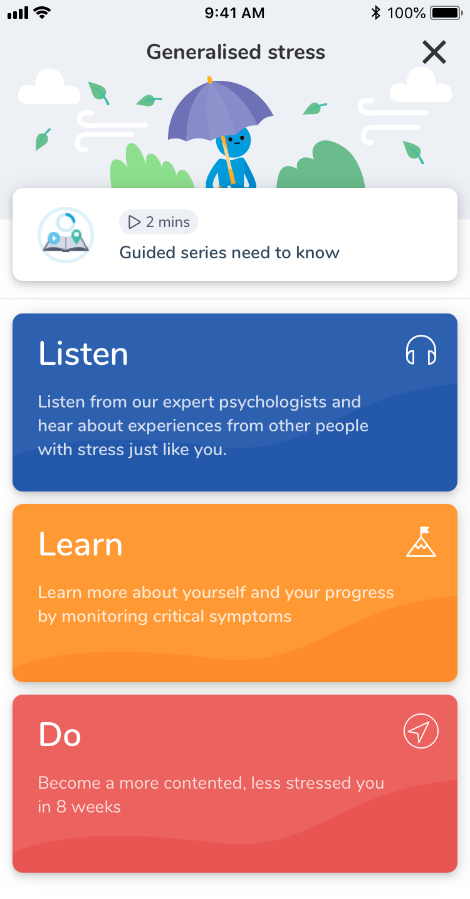 9:41 AM
100%
Generalised stress
2 mins
Guided series need to know
Listen
Listen from our expert psychologists and
hear about experiences from other people
with stress just like you.
Learn
Learn more about yourself and your progress
by monitoring critical symptoms
Do
Become a more contented, less stressed you
in 8 weeks